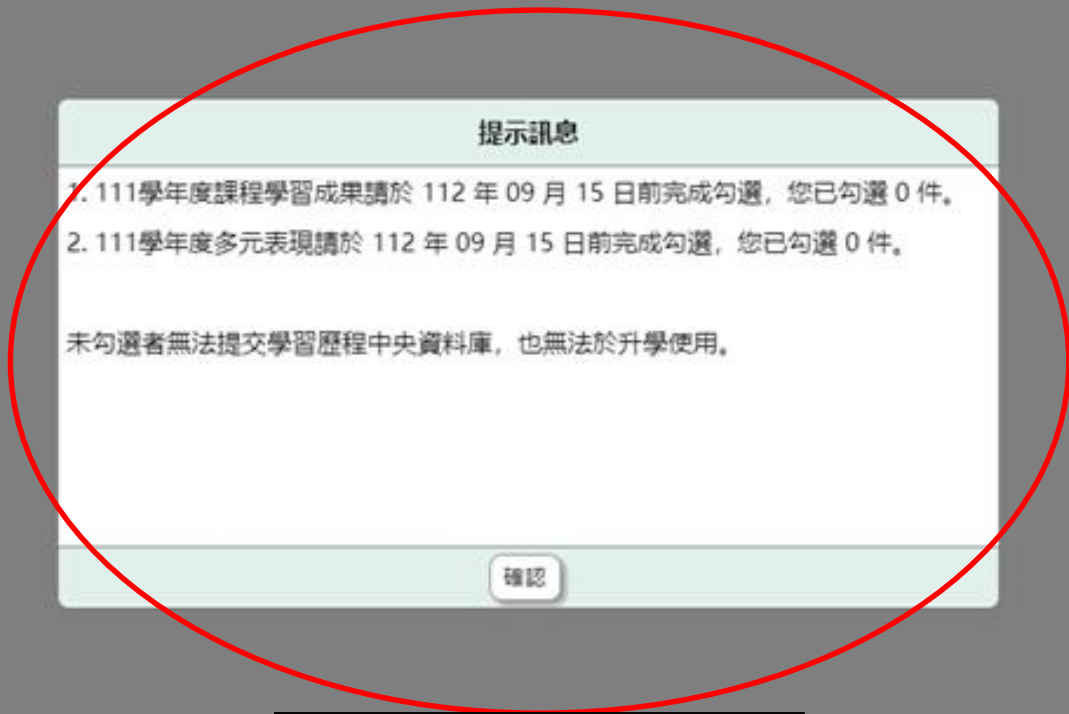 提示訊息
1. 111學年度課程學習成果請於 112 年 09 月 15 日前完成勾選，您已勾選 0 件。
2. 111學年度多元表現請於 112 年 09 月 15 日前完成勾選，您已勾選 0 件。
未勾選者無法提交學習歷程中央資料庫，也無法於升學使用。
確認